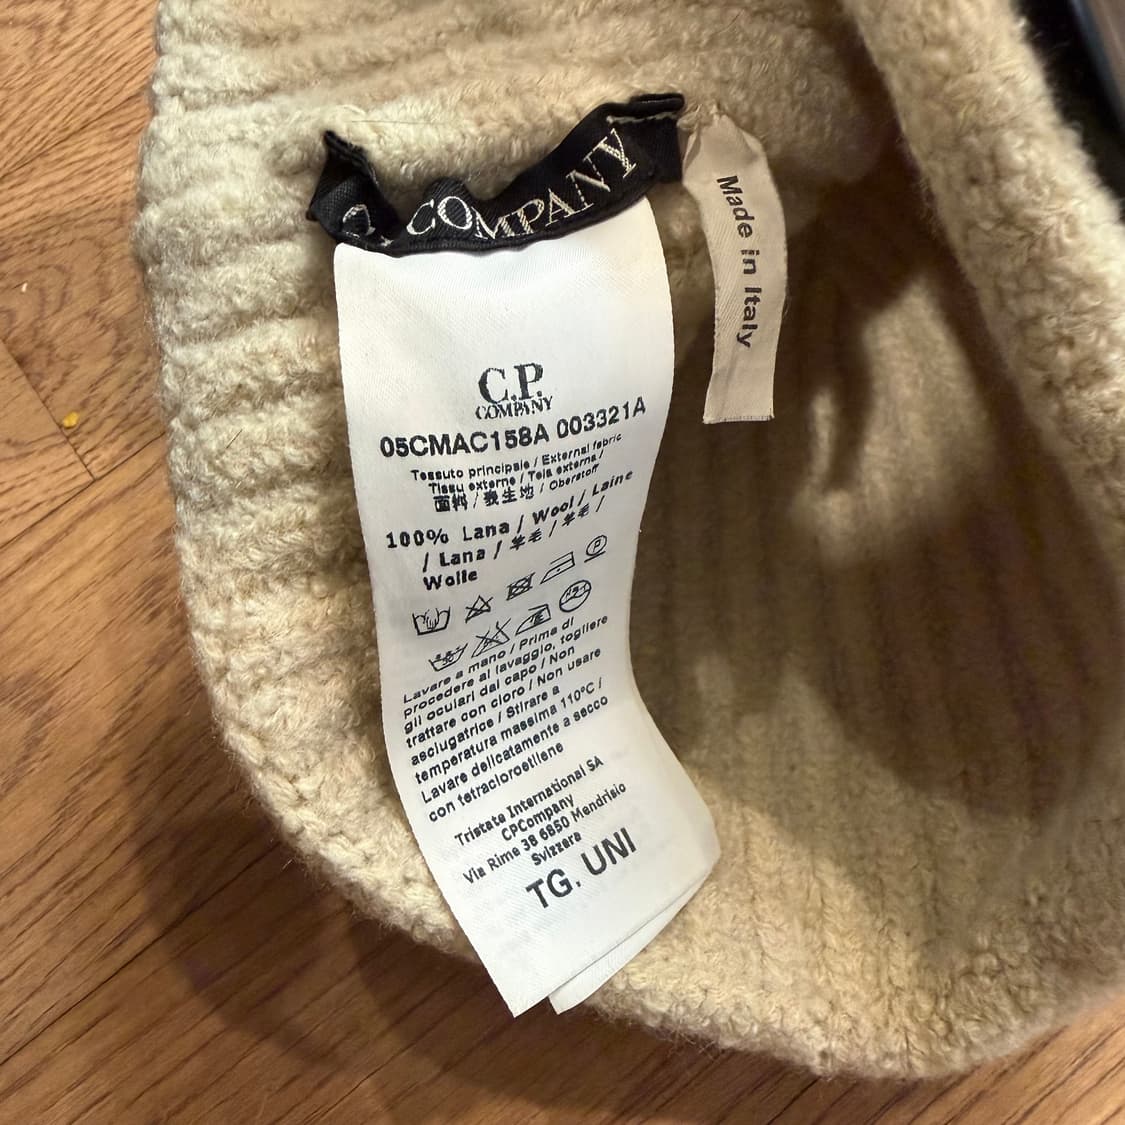 C.P. COMPANY
Made in Italy
C.P.
COMPANY
05CMAC158A 003321A
Tessuto principale / External fabric
Tissu externe / Tela externa /
面料 / 表生地 / Oberstoff
100% Lana / Wool / Laine
/ Lana / 羊毛 / 羊毛 /
Wolle
P
Lavare a mano / Prima di
procedere al lavaggio, togliere
gli oculari dal capo / Non
trattare con cloro / Non usare
asciugatrice / Stirare a
temperatura massima 110°C /
Lavare delicatamente a secco
con tetracloroetilene
Tristate International SA
CPCompany
Via Rime 38 6850 Mendrisio
Svizzera
TG. UNI